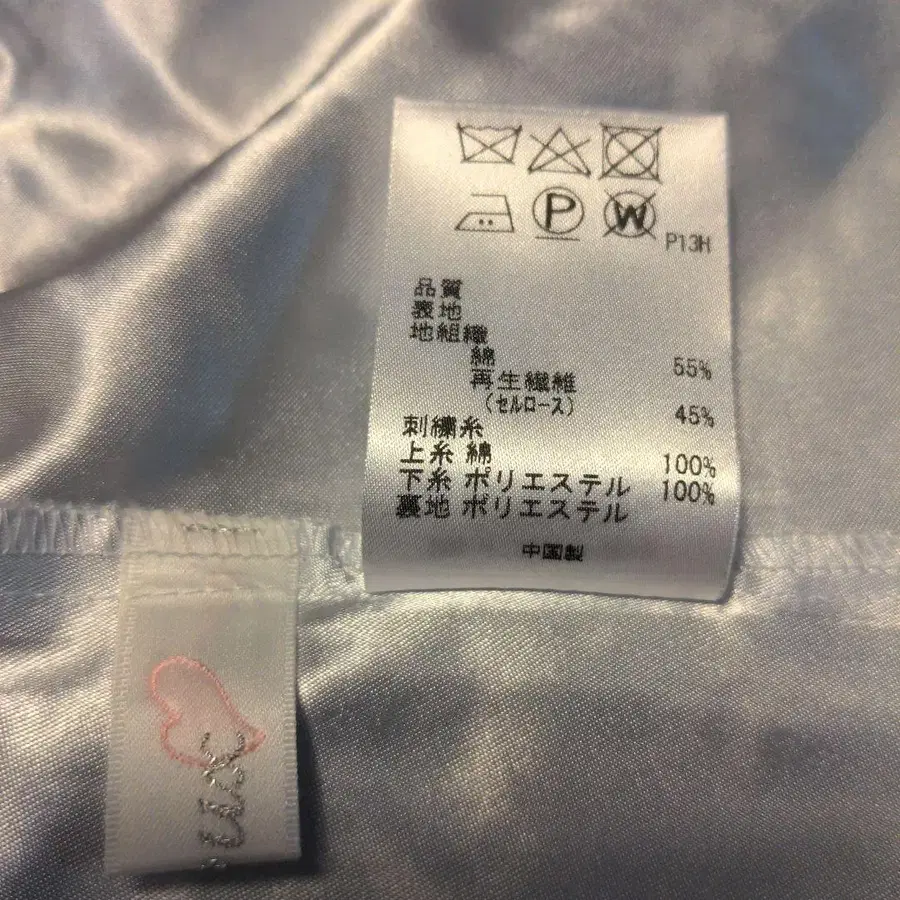 P
W
P13H
品質
表地
地組織
綿 55%
再生繊維
(セルロース) 45%
刺繍糸
上糸 綿 100%
下糸 ポリエステル 100%
裏地 ポリエステル
中国製